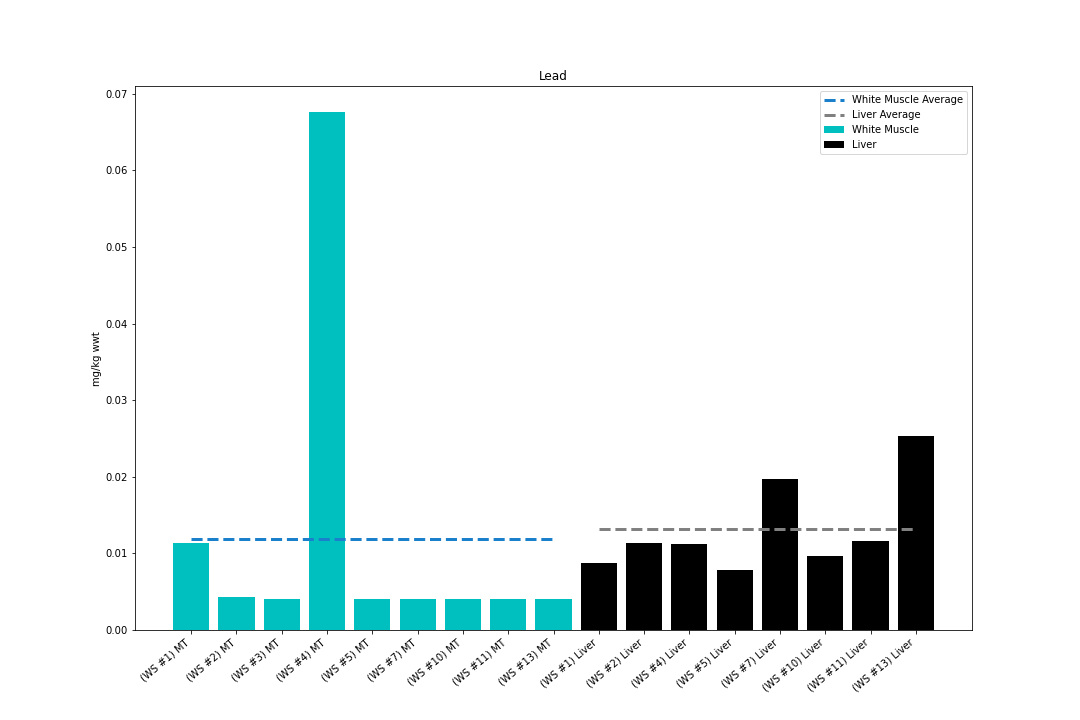 Lead
0.07
0.06
0.05
0.04
0.03
0.02
0.01
0.00
mg/kg wwt
White Muscle Average
Liver Average
White Muscle
Liver
(WS #1) MT
(WS #2) MT
(WS #3) MT
(WS #4) MT
(WS #5) MT
(WS #7) MT
(WS #10) MT
(WS #11) MT
(WS #13) MT
(WS #1) Liver
(WS #2) Liver
(WS #4) Liver
(WS #5) Liver
(WS #7) Liver
(WS #10) Liver
(WS #11) Liver
(WS #13) Liver